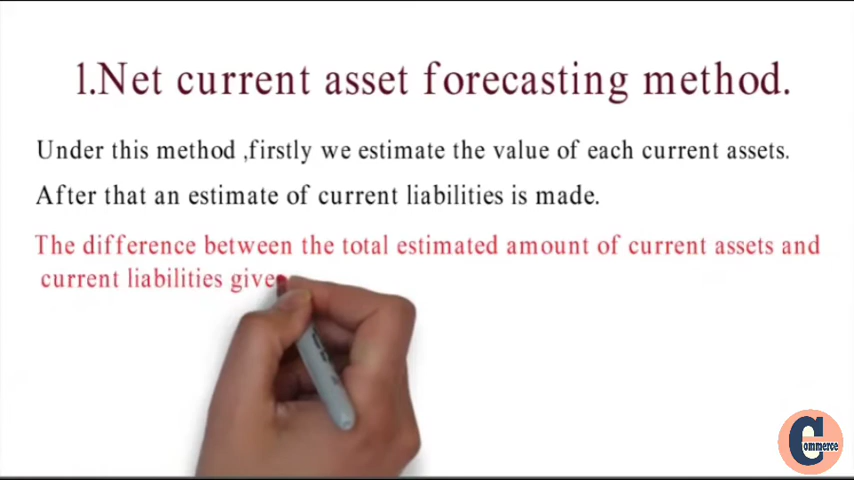 1.Net current asset forecasting method.
Under this method ,firstly we estimate the value of each current assets.
After that an estimate of current liabilities is made.
The difference between the total estimated amount of current assets and
current liabilities give
Commerce